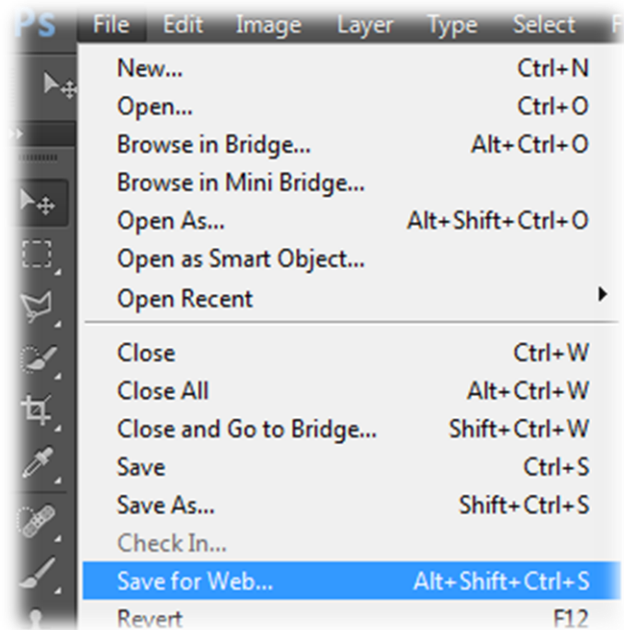 PS File Edit Image Layer Type Select F
New... Ctrl+N
Open... Ctrl+O
Browse in Bridge... Alt+Ctrl+O
Browse in Mini Bridge...
Open As... Alt+Shift+Ctrl+O
Open as Smart Object...
Open Recent
Close Ctrl+W
Close All Alt+Ctrl+W
Close and Go to Bridge... Shift+Ctrl+W
Save Ctrl+S
Save As... Shift+Ctrl+S
Check In...
Save for Web... Alt+Shift+Ctrl+S
Revert F12